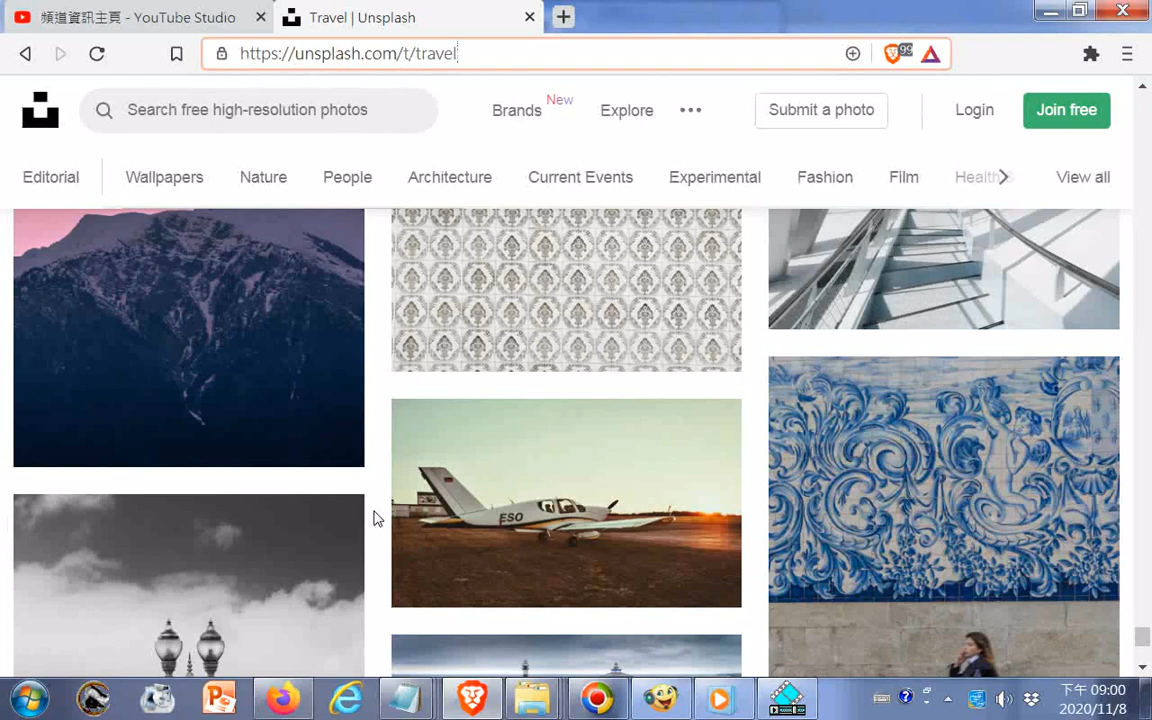 頻道資訊主頁 - YouTube Studio
Travel | Unsplash
https://unsplash.com/t/travel
99
Search free high-resolution photos
Brands
New
Explore
Submit a photo
Login
Join free
Editorial
Wallpapers
Nature
People
Architecture
Current Events
Experimental
Fashion
Film
Health
View all
ESO
下午 09:00
2020/11/8